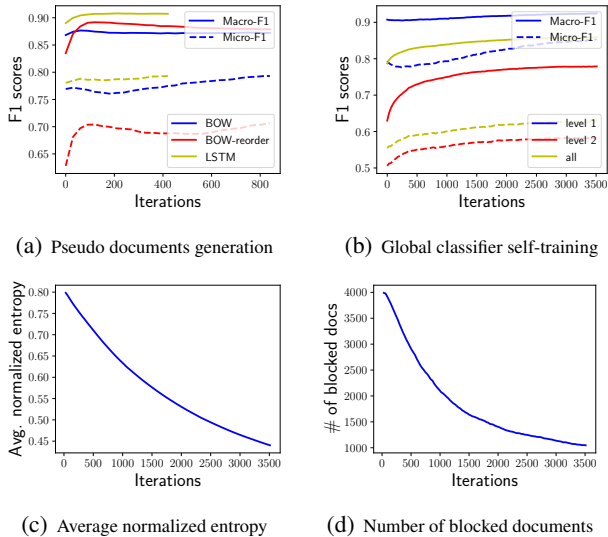 F1 scores
0.90
0.85
0.80
0.75
0.70
0.65
Macro-F1
Micro-F1
BOW
BOW-reorder
LSTM
0 200 400 600 800
Iterations
(a) Pseudo documents generation
F1 scores
0.9
0.8
0.7
0.6
0.5
Macro-F1
Micro-F1
level 1
level 2
all
0 500 1000 1500 2000 2500 3000 3500
Iterations
(b) Global classifier self-training
Avg. normalized entropy
0.80
0.75
0.70
0.65
0.60
0.55
0.50
0.45
0 500 1000 1500 2000 2500 3000 3500
Iterations
(c) Average normalized entropy
# of blocked docs
4000
3500
3000
2500
2000
1500
1000
0 500 1000 1500 2000 2500 3000 3500
Iterations
(d) Number of blocked documents